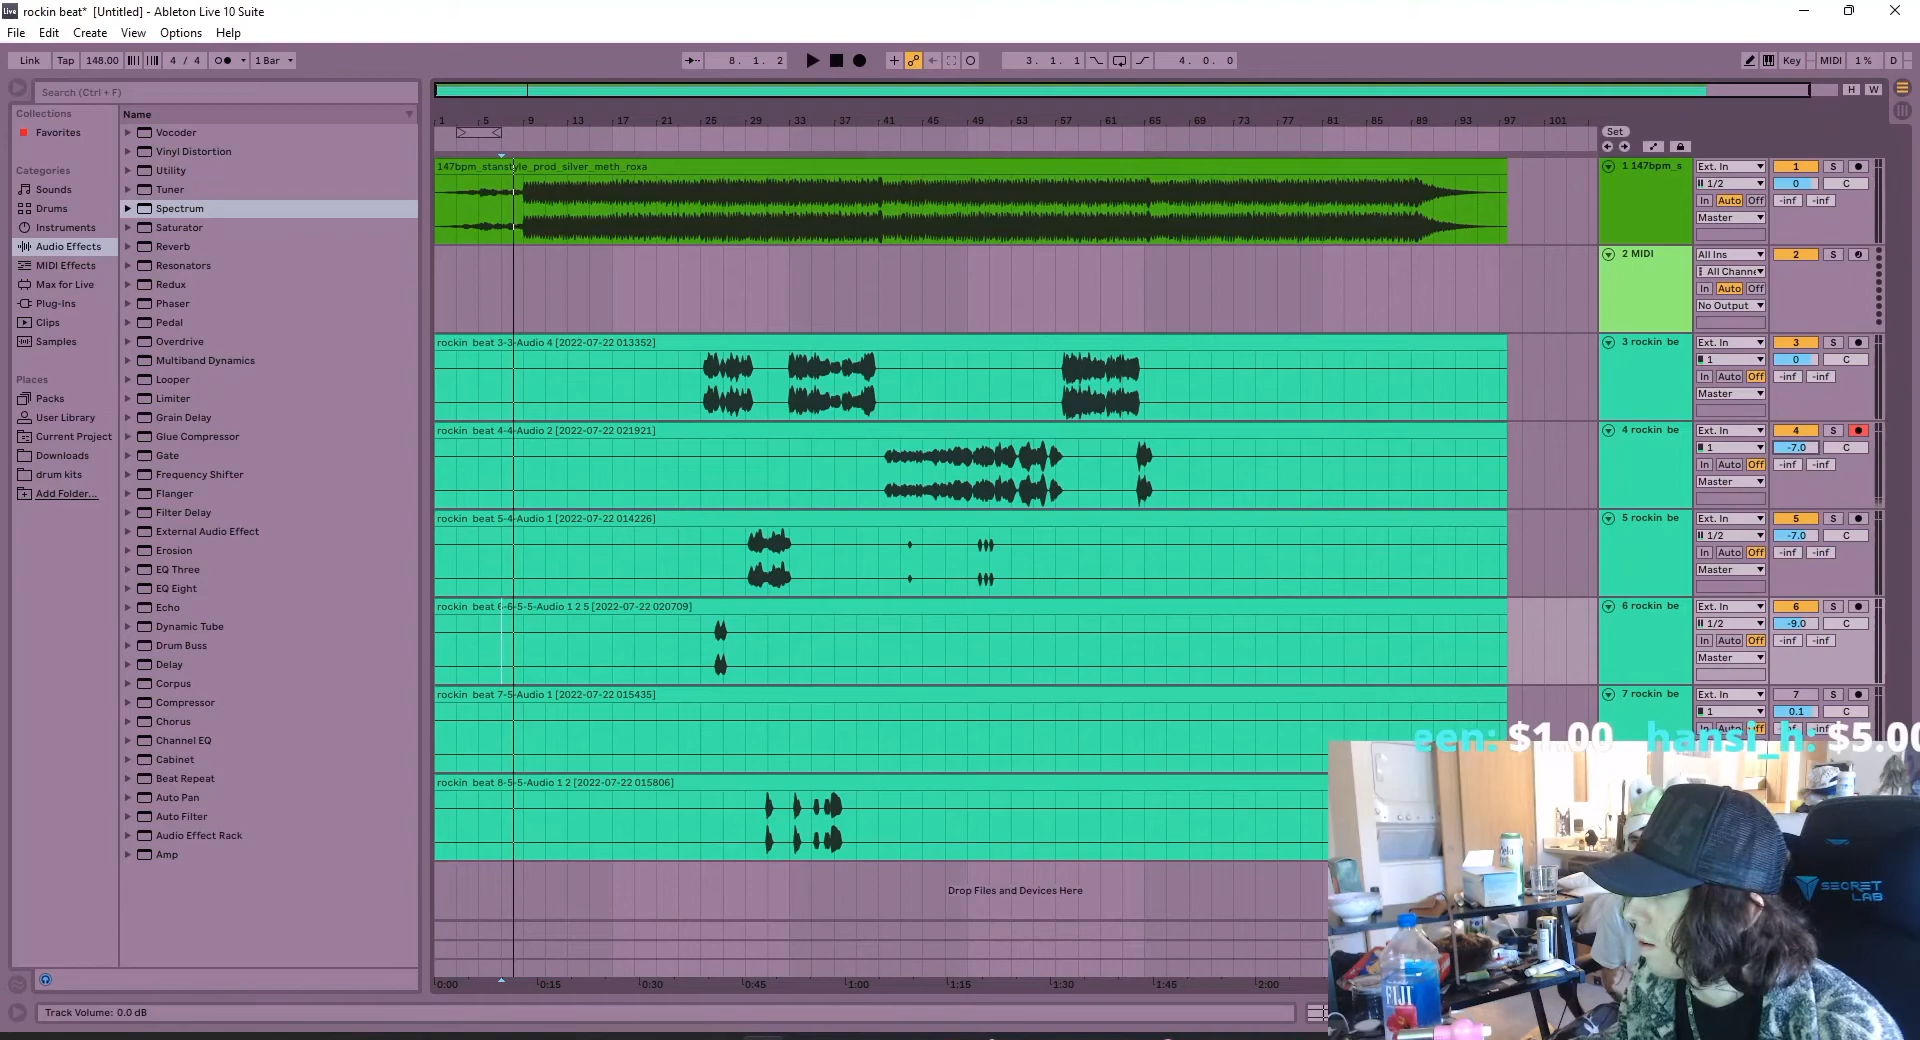 rockin beat*  [Untitled] - Ableton Live 10 Suite
File Edit Create View Options Help
Link Tap 148.00 4 / 4 1 Bar 8. 1. 2 3. 1. 1 4. 0. 0 Key MIDI 1 % D
Search (Ctrl + F)
H W
Collections
Favorites
Categories
Sounds
Drums
Instruments
Audio Effects
MIDI Effects
Max for Live
Plug-Ins
Clips
Samples
Places
Packs
User Library
Current Project
Downloads
drum kits
Add Folder...
Name
Vocoder
Vinyl Distortion
Utility
Tuner
Spectrum
Saturator
Reverb
Resonators
Redux
Phaser
Pedal
Overdrive
Multiband Dynamics
Looper
Limiter
Grain Delay
Glue Compressor
Gate
Frequency Shifter
Flanger
Filter Delay
External Audio Effect
Erosion
EQ Three
EQ Eight
Echo
Dynamic Tube
Drum Buss
Delay
Corpus
Compressor
Chorus
Channel EQ
Cabinet
Beat Repeat
Auto Pan
Auto Filter
Audio Effect Rack
Amp
1 5 9 13 17 21 25 29 33 37 41 45 49 53 57 61 65 69 73 77 81 85 89 93 97 101
Set
147bpm_stanstyle_prod_silver_meth_roxa
1 147bpm_s Ext. In 1 S
1/2 0 C
In Auto Off -inf -inf
Master
2 MIDI All Ins 2 S
All Channe
In Auto Off
No Output
rockin beat 3-3-Audio 4 [2022-07-22 013352]
3 rockin be Ext. In 3 S
1 0 C
In Auto Off -inf -inf
Master
rockin beat 4-4-Audio 2 [2022-07-22 021921]
4 rockin be Ext. In 4 S
1 -7.0 C
In Auto Off -inf -inf
Master
rockin beat 5-4-Audio 1 [2022-07-22 014226]
5 rockin be Ext. In 5 S
1/2 -7.0 C
In Auto Off -inf -inf
Master
rockin beat 6-6-5-5-Audio 1 2 5 [2022-07-22 020709]
6 rockin be Ext. In 6 S
1/2 -9.0 C
In Auto Off -inf -inf
Master
rockin beat 7-5-Audio 1 [2022-07-22 015435]
7 rockin be Ext. In 7 S
1 0.1 C
een: $1.00 hansi_h: $5.00
rockin beat 8-5-5-Audio 1 2 [2022-07-22 015806]
Drop Files and Devices Here
SECRET
LAB
FIJI
0:00 0:15 0:30 0:45 1:00 1:15 1:30 1:45 2:00
Track Volume: 0.0 dB